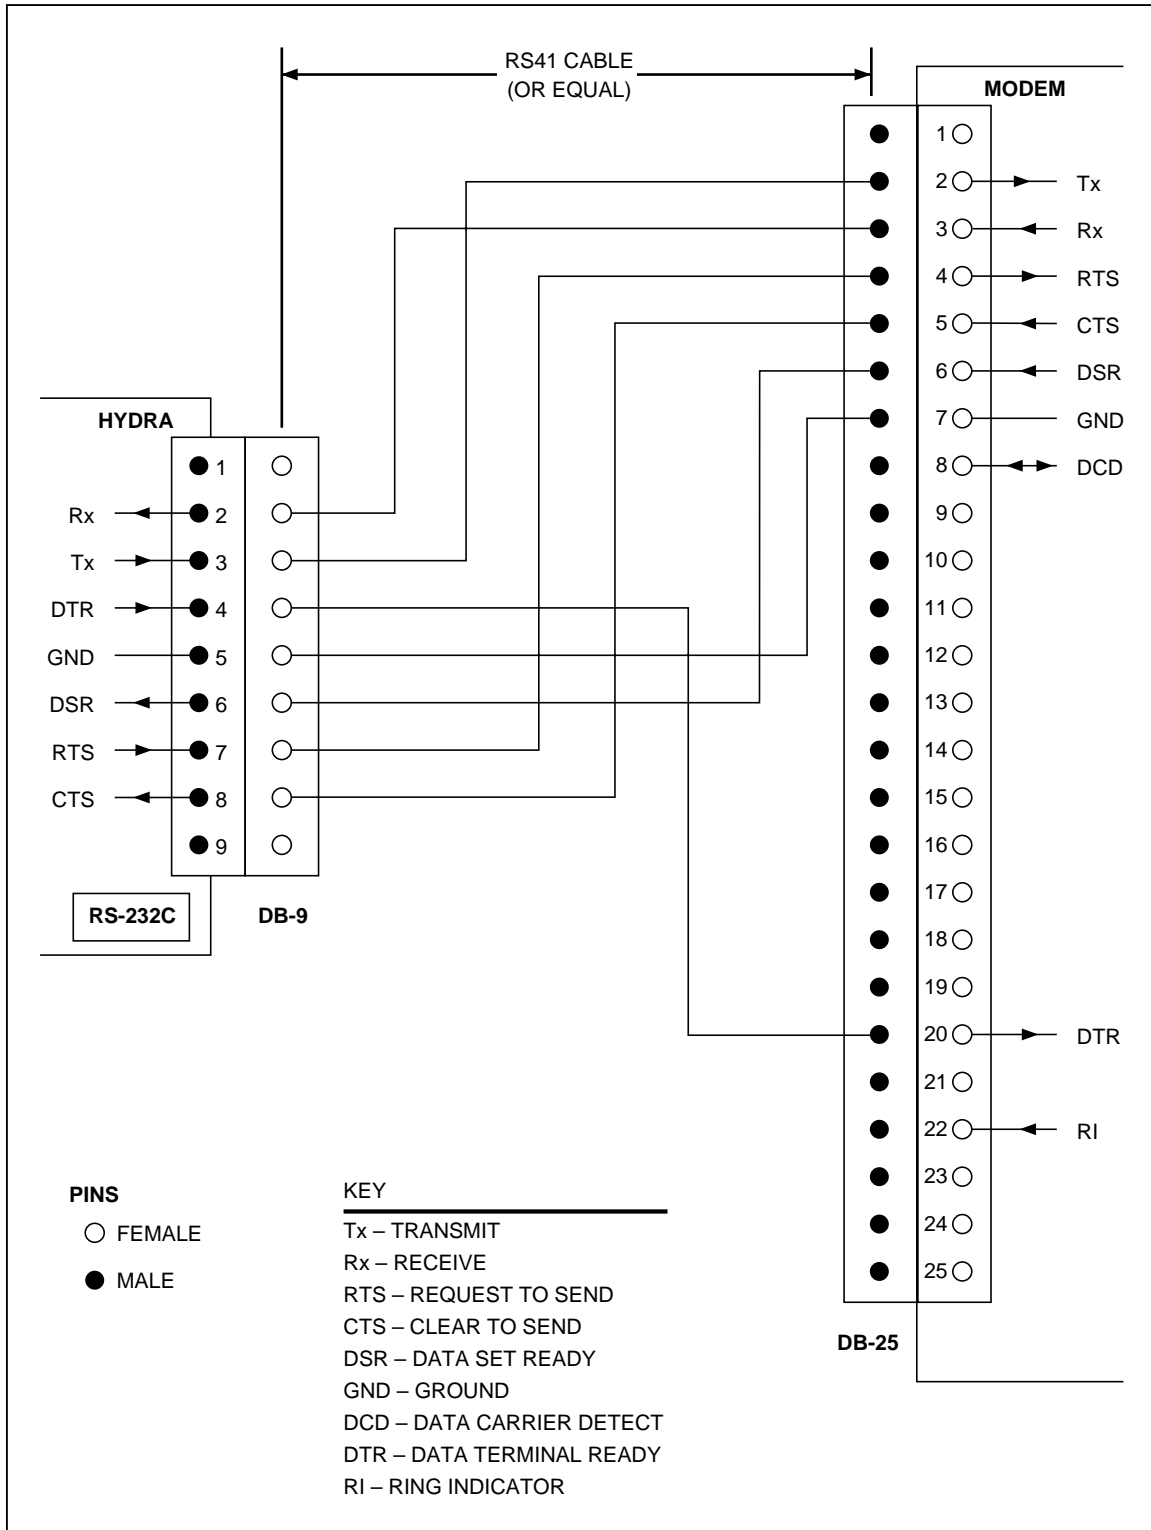 RS41 CABLE
(OR EQUAL)
MODEM
1
2 Tx
3 Rx
4 RTS
5 CTS
6 DSR
7 GND
8 DCD
9
10
11
12
13
14
15
16
17
18
19
20 DTR
21
22 RI
23
24
25
DB-25
HYDRA
1
Rx 2
Tx 3
DTR 4
GND 5
DSR 6
RTS 7
CTS 8
9
RS-232C
DB-9
PINS
FEMALE
MALE
KEY
Tx – TRANSMIT
Rx – RECEIVE
RTS – REQUEST TO SEND
CTS – CLEAR TO SEND
DSR – DATA SET READY
GND – GROUND
DCD – DATA CARRIER DETECT
DTR – DATA TERMINAL READY
RI – RING INDICATOR